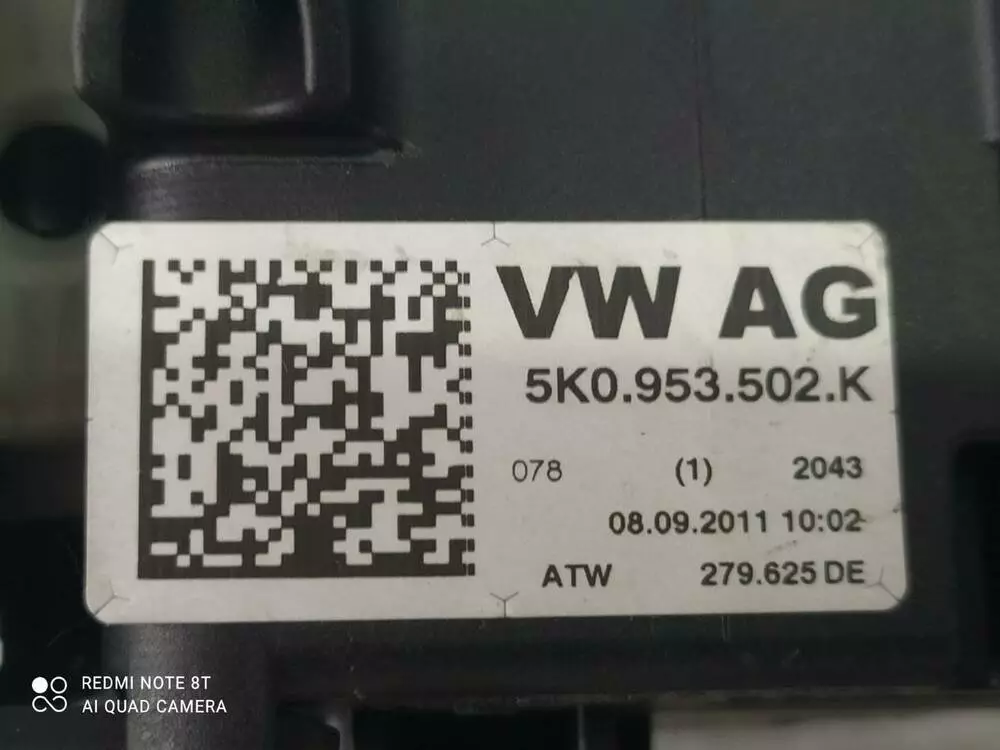 VW AG
5K0.953.502.K
078 (1) 2043
08.09.2011 10:02
ATW 279.625 DE
REDMI NOTE 8T
AI QUAD CAMERA